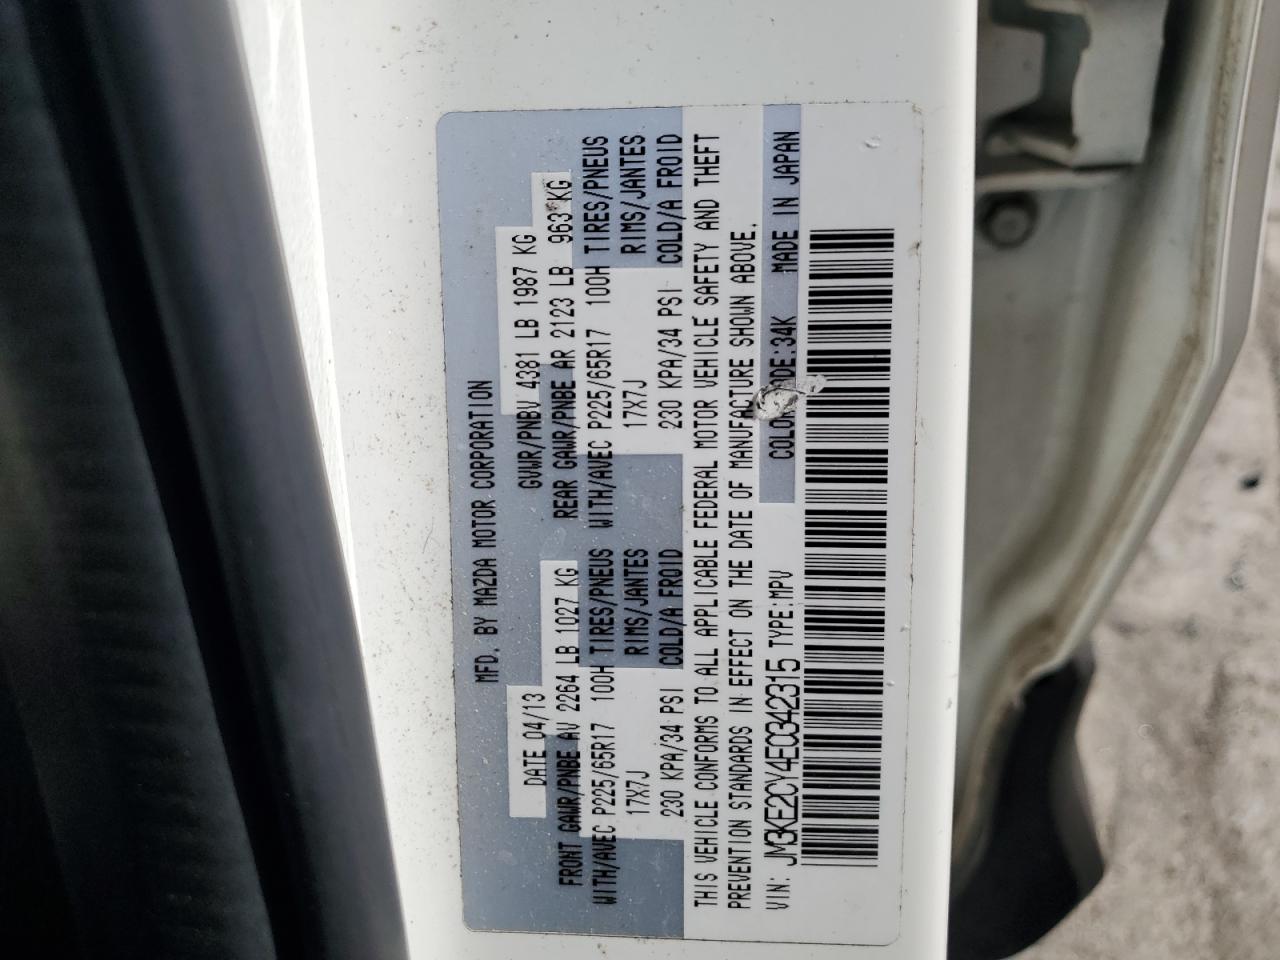 MFD. BY MAZDA MOTOR CORPORATION
DATE 04/13 GVWR/PNBV 4381 LB 1987 KG
FRONT GAWR/PNBE AV 2264 LB 1027 KG REAR GAWR/PNBE AR 2123 LB 963 KG
WITH/AVEC P225/65R17 100H TIRES/PNEUS WITH/AVEC P225/65R17 100H TIRES/PNEUS
17X7J RIMS/JANTES 17X7J RIMS/JANTES
230 KPA/34 PSI COLD/A FROID 230 KPA/34 PSI COLD/A FROID
THIS VEHICLE CONFORMS TO ALL APPLICABLE FEDERAL MOTOR VEHICLE SAFETY AND THEFT
PREVENTION STANDARDS IN EFFECT ON THE DATE OF MANUFACTURE SHOWN ABOVE.
VIN: JM3KE2CY4E0342315 TYPE:MPV COLOR CODE:34K MADE IN JAPAN